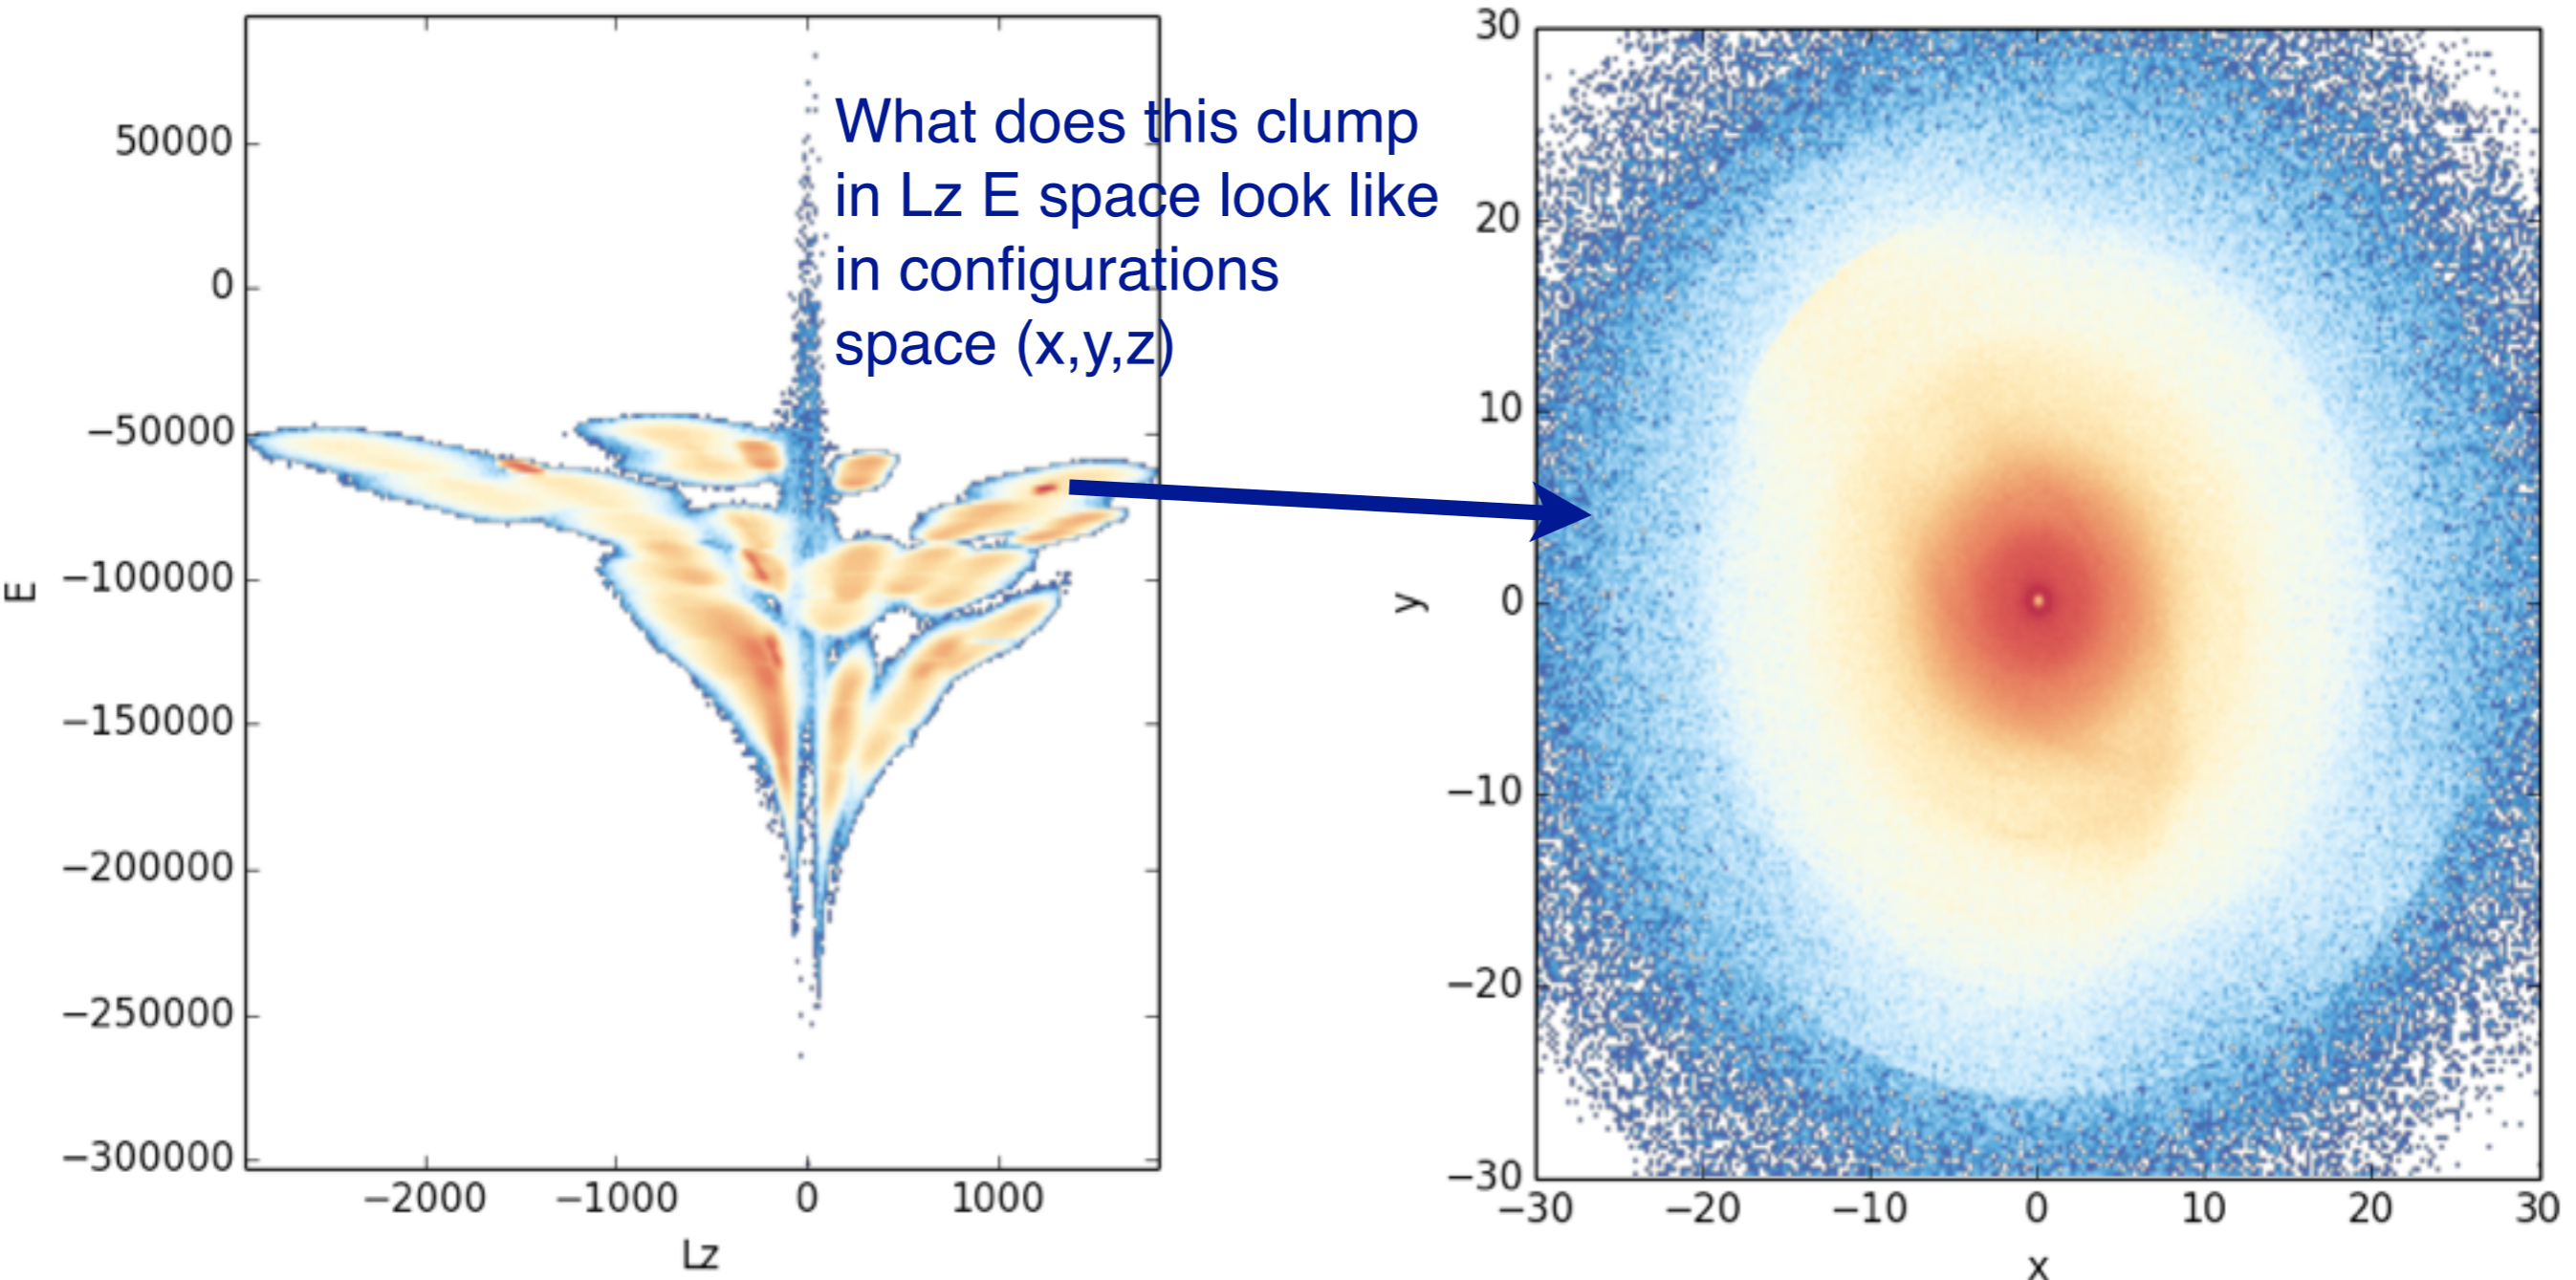 What does this clump
in Lz E space look like
in configurations
space (x,y,z)
50000
0
−50000
−100000
−150000
−200000
−250000
−300000
E
−2000 −1000 0 1000
Lz
30
20
10
0
−10
−20
−30
y
−30 −20 −10 0 10 20 30
x